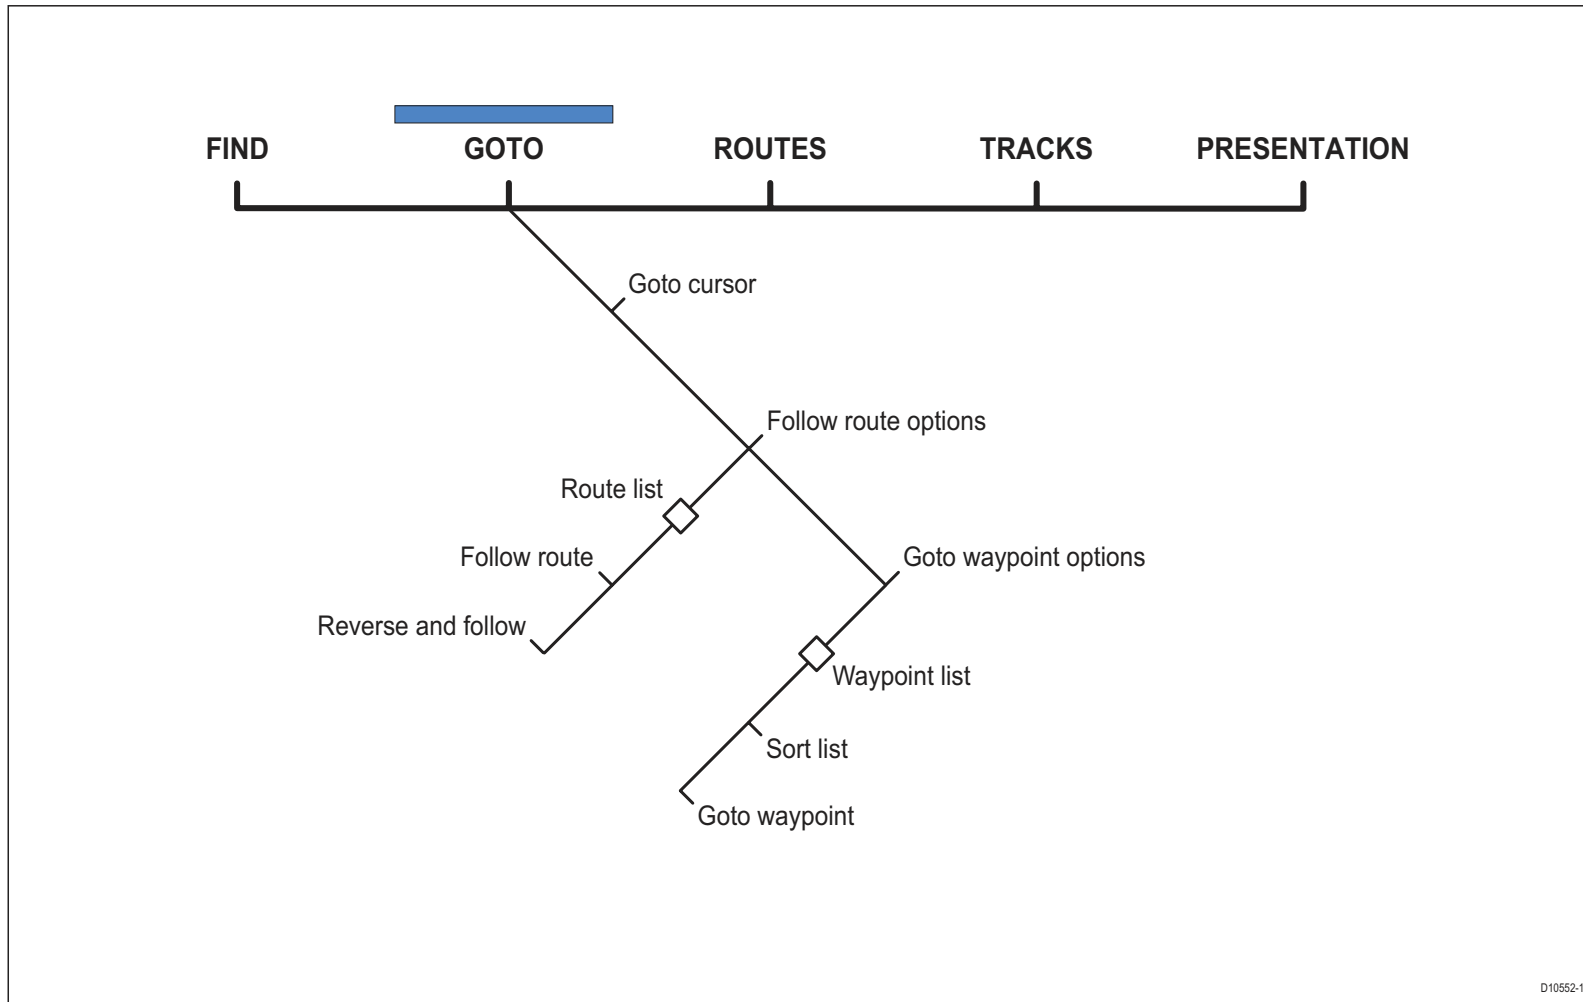 FIND
GOTO
ROUTES
TRACKS
PRESENTATION
Goto cursor
Follow route options
Route list
Follow route
Goto waypoint options
Reverse and follow
Waypoint list
Sort list
Goto waypoint
D10552-1